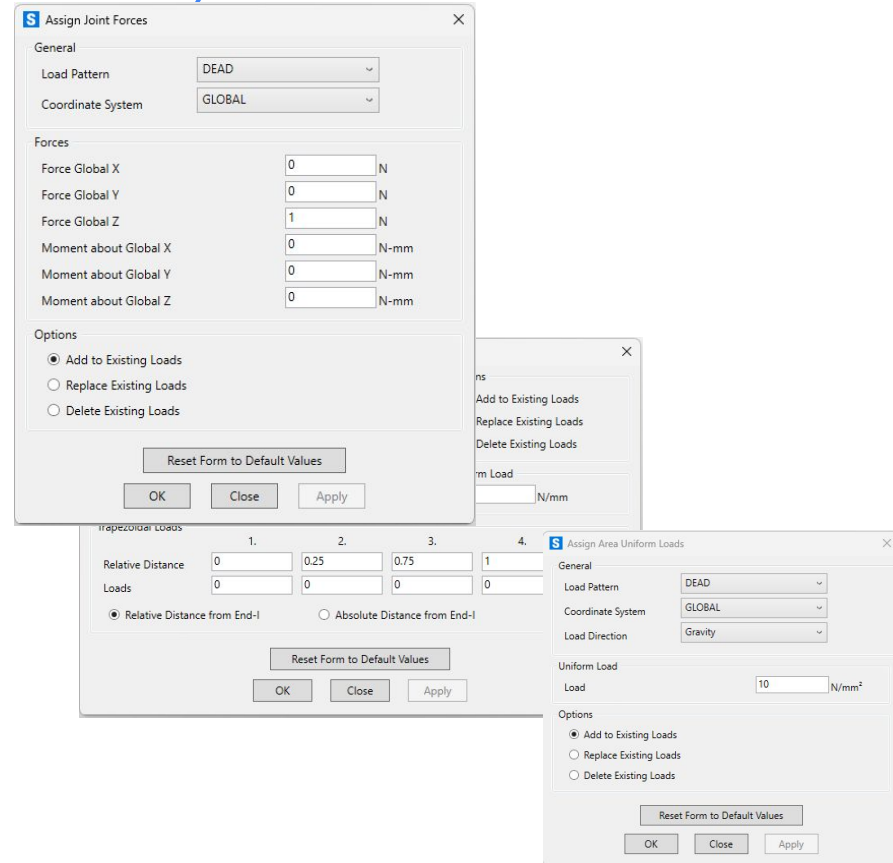 S Assign Joint Forces
General
Load Pattern DEAD
Coordinate System GLOBAL
Forces
Force Global X 0 N
Force Global Y 0 N
Force Global Z 1 N
Moment about Global X 0 N-mm
Moment about Global Y 0 N-mm
Moment about Global Z 0 N-mm
Options
Add to Existing Loads
Replace Existing Loads
Delete Existing Loads
Reset Form to Default Values
OK Close Apply
ns
Add to Existing Loads
Replace Existing Loads
Delete Existing Loads
rm Load
N/mm
Trapezoidal Loads
1. 2. 3. 4.
Relative Distance 0 0.25 0.75 1
Loads 0 0 0 0
Relative Distance from End-I Absolute Distance from End-I
Reset Form to Default Values
OK Close Apply
S Assign Area Uniform Loads
General
Load Pattern DEAD
Coordinate System GLOBAL
Load Direction Gravity
Uniform Load
Load 10 N/mm²
Options
Add to Existing Loads
Replace Existing Loads
Delete Existing Loads
Reset Form to Default Values
OK Close Apply